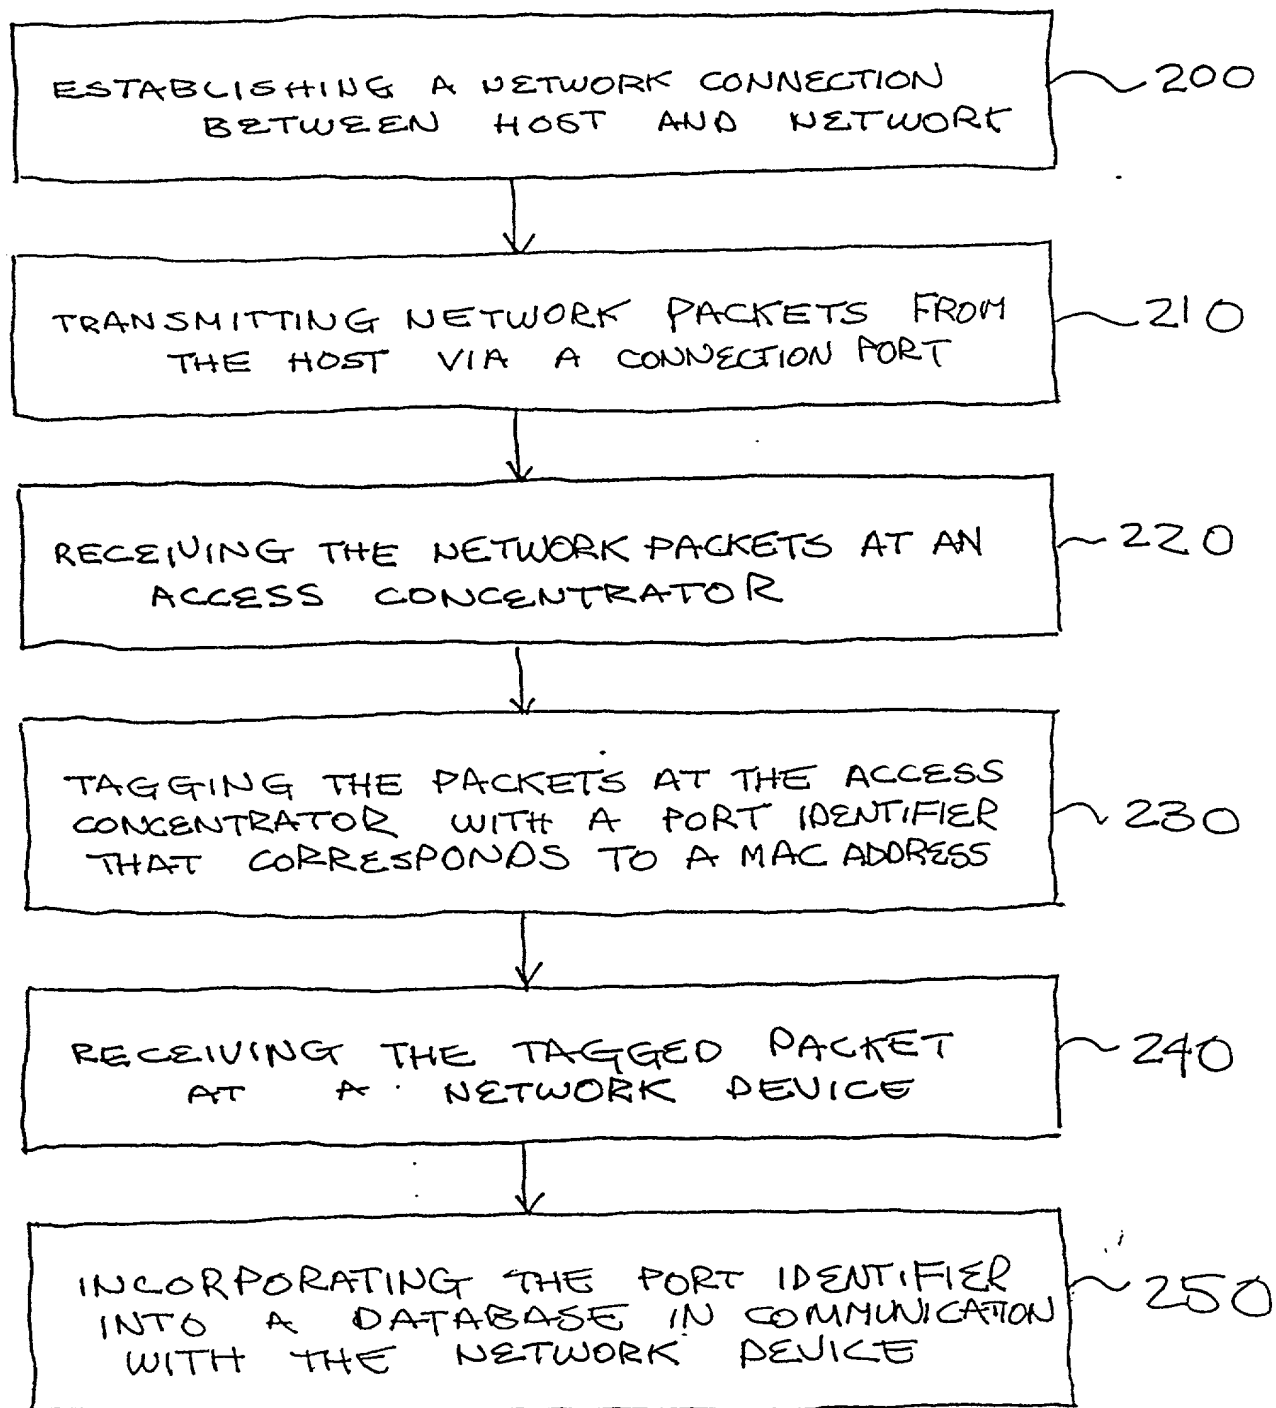 ESTABLISHING A NETWORK CONNECTION
BETWEEN HOST AND NETWORK
200
TRANSMITTING NETWORK PACKETS FROM
THE HOST VIA A CONNECTION PORT
210
RECEIVING THE NETWORK PACKETS AT AN
ACCESS CONCENTRATOR
220
TAGGING THE PACKETS AT THE ACCESS
CONCENTRATOR WITH A PORT IDENTIFIER
THAT CORRESPONDS TO A MAC ADDRESS
230
RECEIVING THE TAGGED PACKET
AT A NETWORK DEVICE
240
INCORPORATING THE PORT IDENTIFIER
INTO A DATABASE IN COMMUNICATION
WITH THE NETWORK DEVICE
250